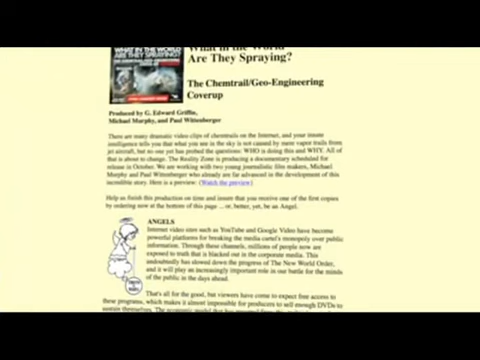 WHAT IN THE WORLD
ARE THEY SPRAYING?
What in the World
Are They Spraying?
The Chemtrail/Geo-Engineering
Coverup
Produced by G. Edward Griffin,
Michael Murphy, and Paul Wittenberger
There are many dramatic video clips of chemtrails on the Internet, and your innate
intelligence tells you that what you see in the sky is not caused by mere vapor trails from
jet aircraft, but no one yet has probed the questions: WHO is doing this and WHY. All of
that is about to change. The Reality Zone is producing a documentary scheduled for
release in October. We are working with two young journalistic film makers, Michael
Murphy and Paul Wittenberger who already are far advanced in the development of this
incredible story. Here is a preview: (Watch the preview)
Help us finish this production on time and insure that you receive one of the first copies
by ordering now at the bottom of this page ... or, better, yet, be an Angel.
ANGELS
Internet video sites such as YouTube and Google Video have become
powerful platforms for breaking the media cartel's monopoly over public
information. Through these channels, millions of people now are
exposed to truth that is blacked out in the corporate media. This
undoubtedly has slowed down the progress of The New World Order,
and it will play an increasingly important role in our battle for the minds
of the public in the days ahead.
That's all for the good, but viewers have come to expect free access to
these programs, which makes it almost impossible for producers to sell enough DVDs to
sustain themselves. The economic model that has